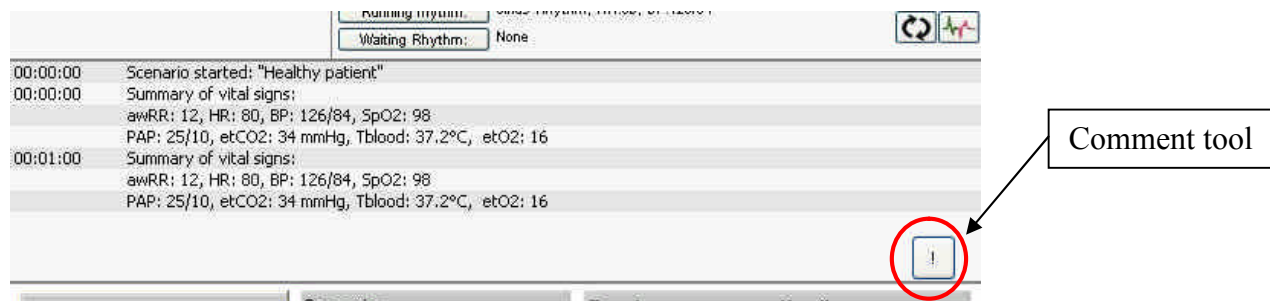 Running Rhythm:
Waiting Rhythm: None
00:00:00 Scenario started: "Healthy patient"
00:00:00 Summary of vital signs:
awRR: 12, HR: 80, BP: 126/84, SpO2: 98
PAP: 25/10, etCO2: 34 mmHg, Tblood: 37.2°C, etO2: 16
00:01:00 Summary of vital signs:
awRR: 12, HR: 80, BP: 126/84, SpO2: 98
PAP: 25/10, etCO2: 34 mmHg, Tblood: 37.2°C, etO2: 16
Comment tool
!